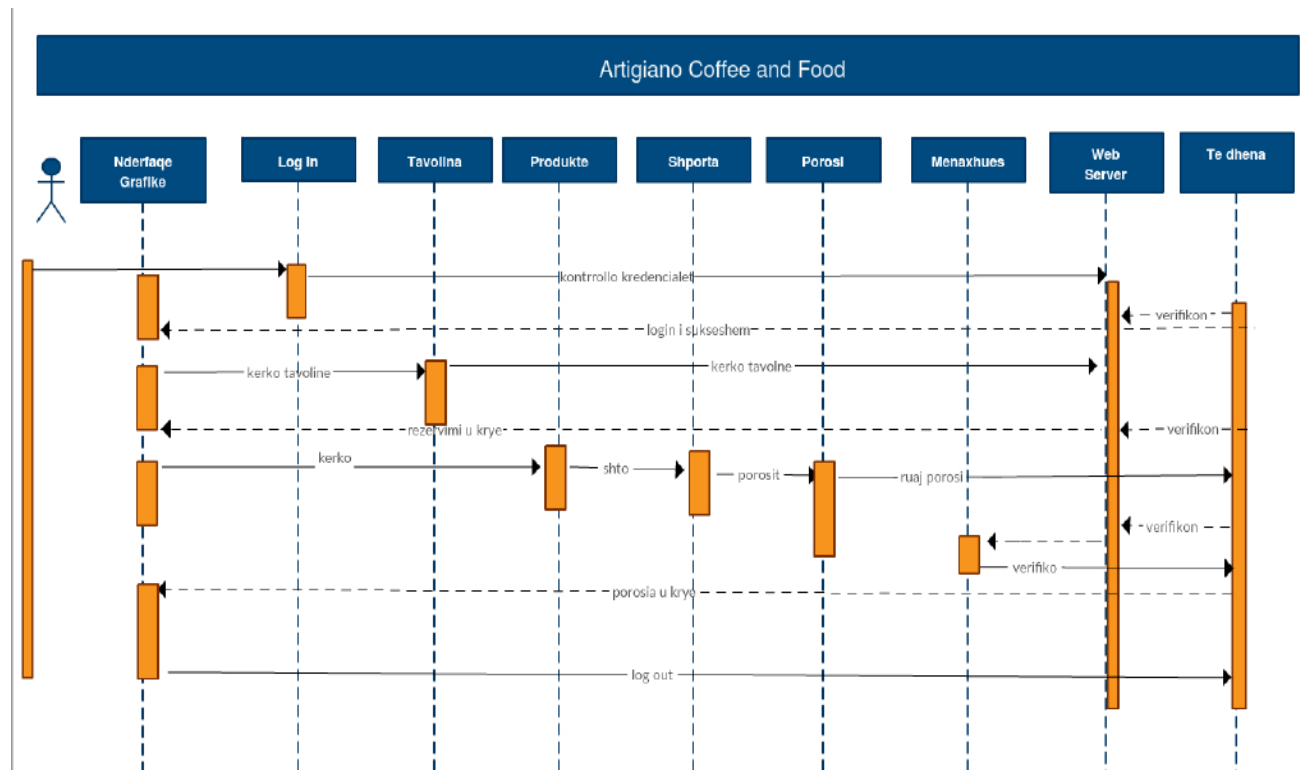 Artigiano Coffee and Food
Nderfaqe
Grafike
Log in
Tavolina
Produkte
Shporta
Porosi
Menaxhues
Web
Server
Te dhena
kontrrollo kredencialet
verifikon
login i sukseshem
kerko tavoline
kerko tavolne
rezervimi u krye
verifikon
kerko
shto
porosit
ruaj porosi
verifikon
verifiko
porosia u krye
log out